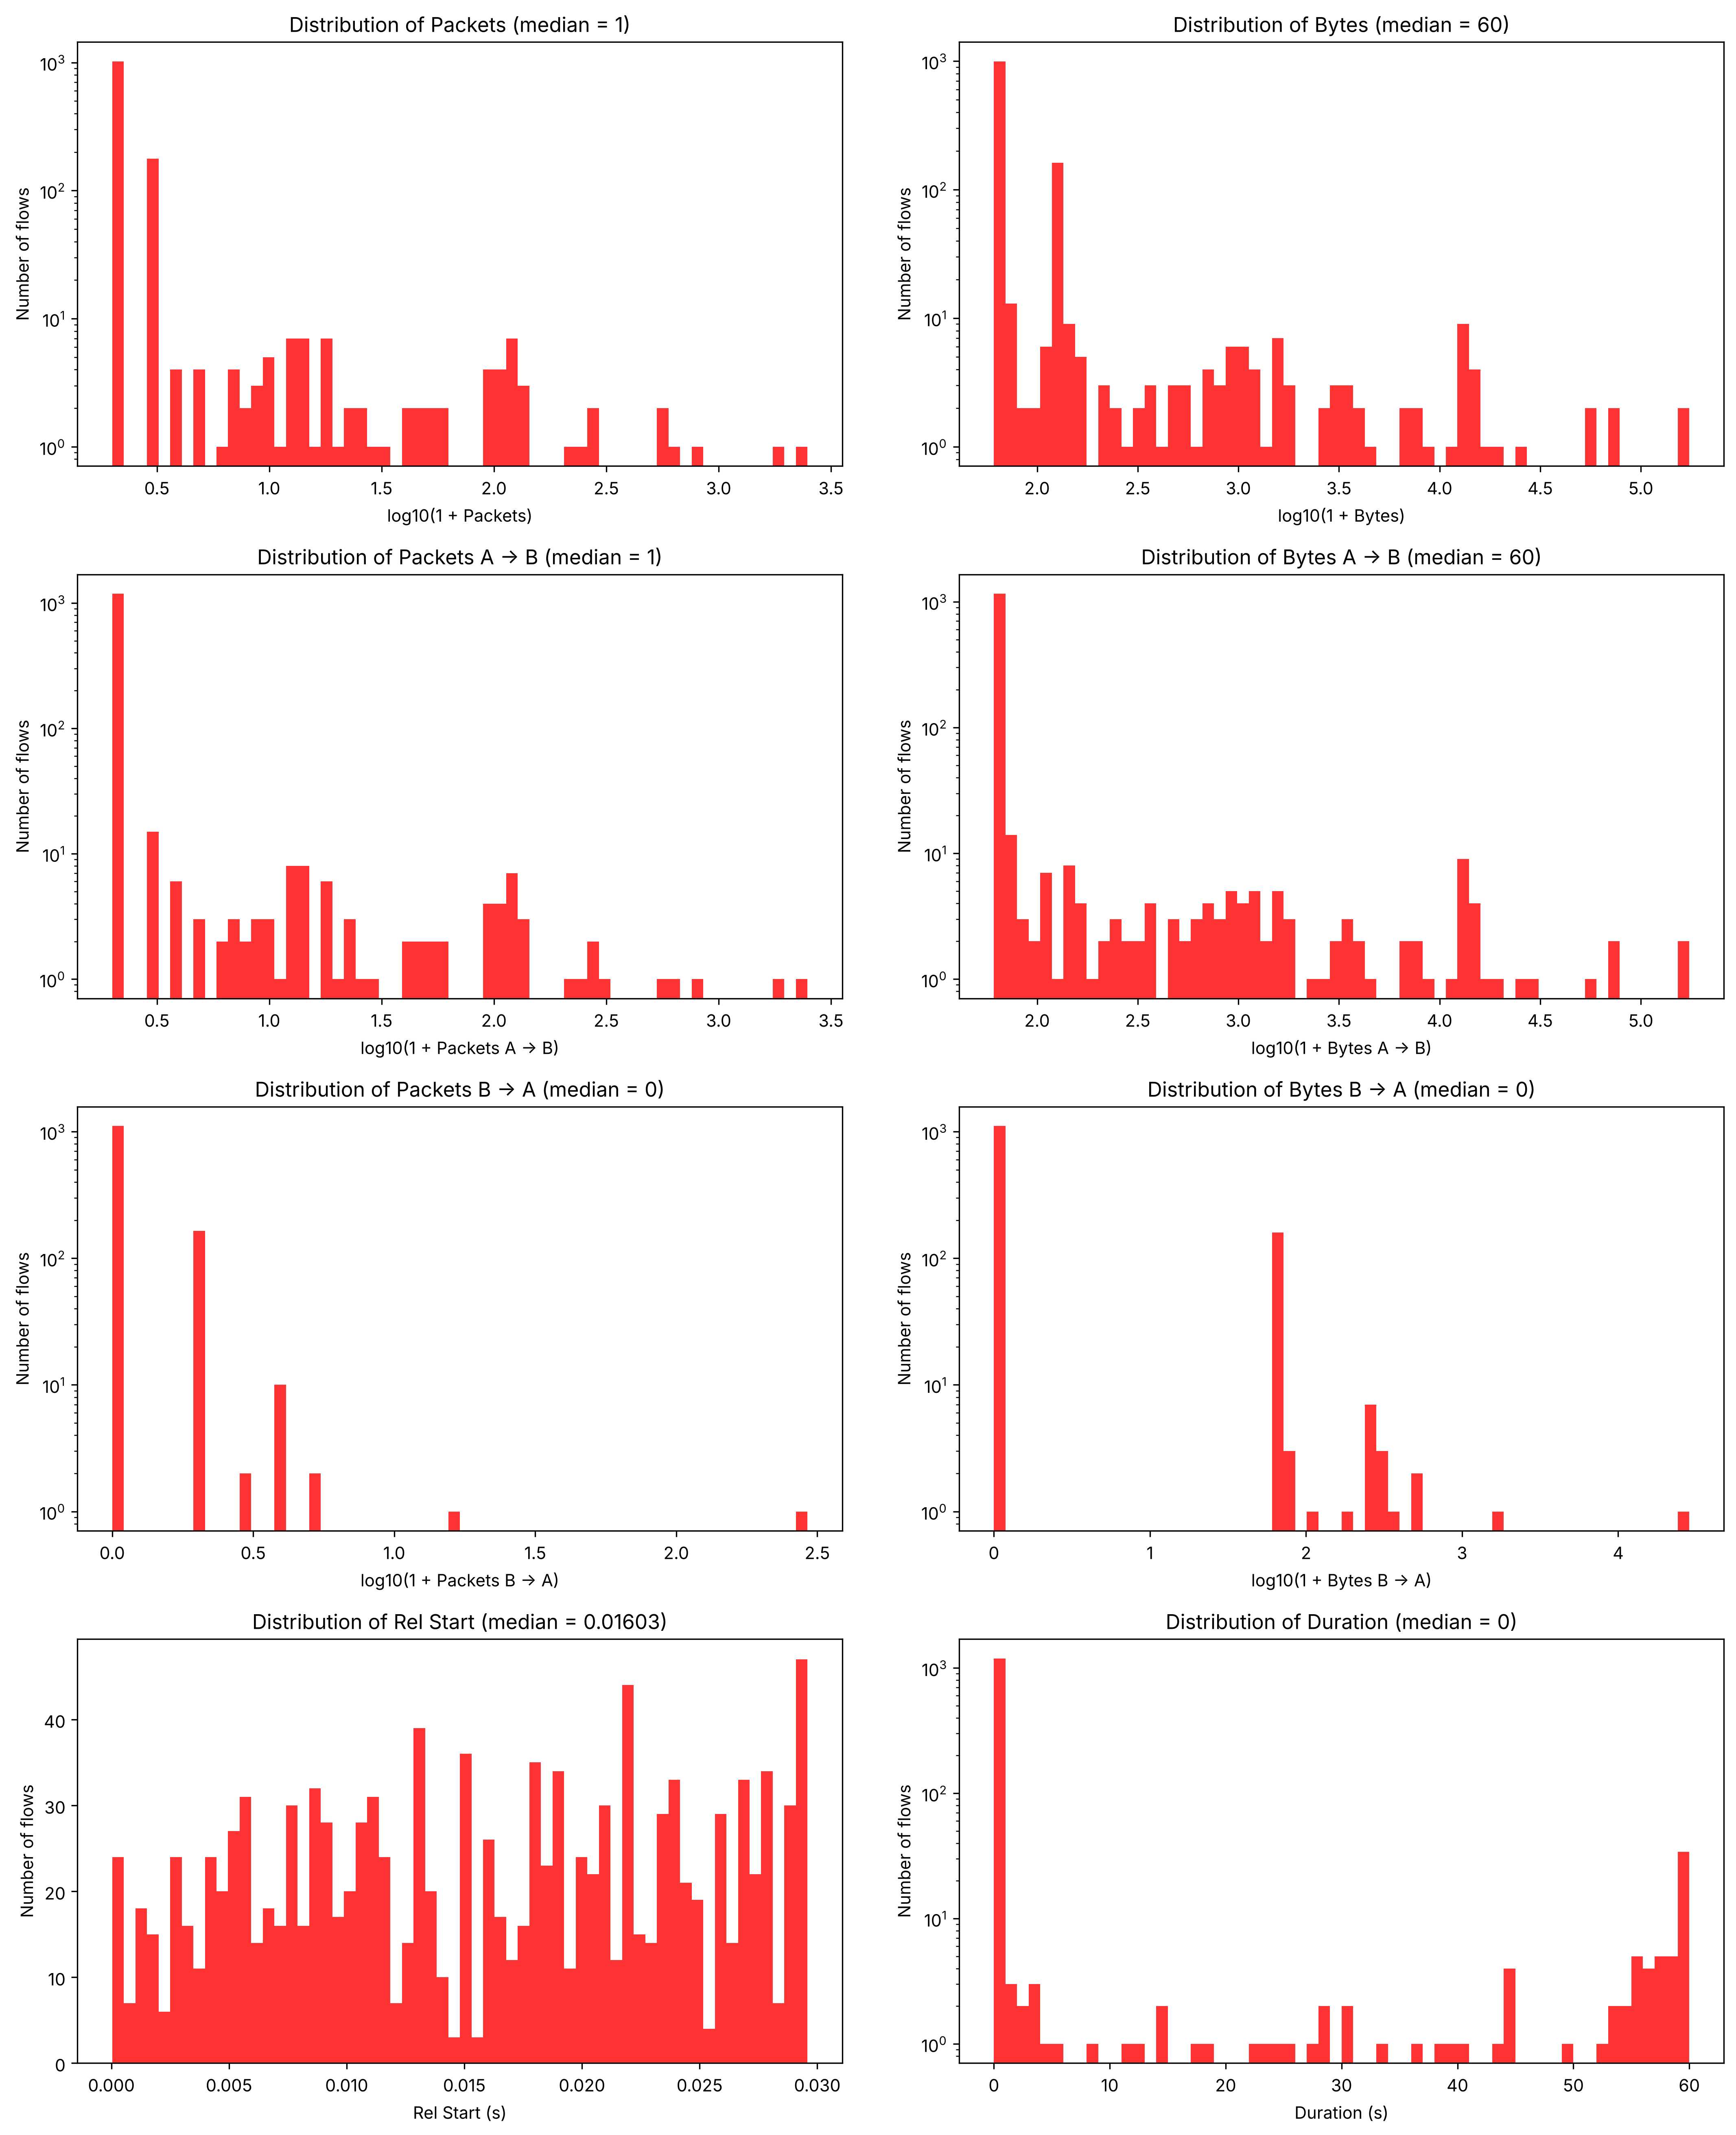 Distribution of Packets (median = 1)
Number of flows
10³
10²
10¹
10⁰
0.5 1.0 1.5 2.0 2.5 3.0 3.5
log10(1 + Packets)
Distribution of Bytes (median = 60)
Number of flows
10³
10²
10¹
10⁰
2.0 2.5 3.0 3.5 4.0 4.5 5.0
log10(1 + Bytes)
Distribution of Packets A → B (median = 1)
Number of flows
10³
10²
10¹
10⁰
0.5 1.0 1.5 2.0 2.5 3.0 3.5
log10(1 + Packets A → B)
Distribution of Bytes A → B (median = 60)
Number of flows
10³
10²
10¹
10⁰
2.0 2.5 3.0 3.5 4.0 4.5 5.0
log10(1 + Bytes A → B)
Distribution of Packets B → A (median = 0)
Number of flows
10³
10²
10¹
10⁰
0.0 0.5 1.0 1.5 2.0 2.5
log10(1 + Packets B → A)
Distribution of Bytes B → A (median = 0)
Number of flows
10³
10²
10¹
10⁰
0 1 2 3 4
log10(1 + Bytes B → A)
Distribution of Rel Start (median = 0.01603)
Number of flows
40
30
20
10
0
0.000 0.005 0.010 0.015 0.020 0.025 0.030
Rel Start (s)
Distribution of Duration (median = 0)
Number of flows
10³
10²
10¹
10⁰
0 10 20 30 40 50 60
Duration (s)